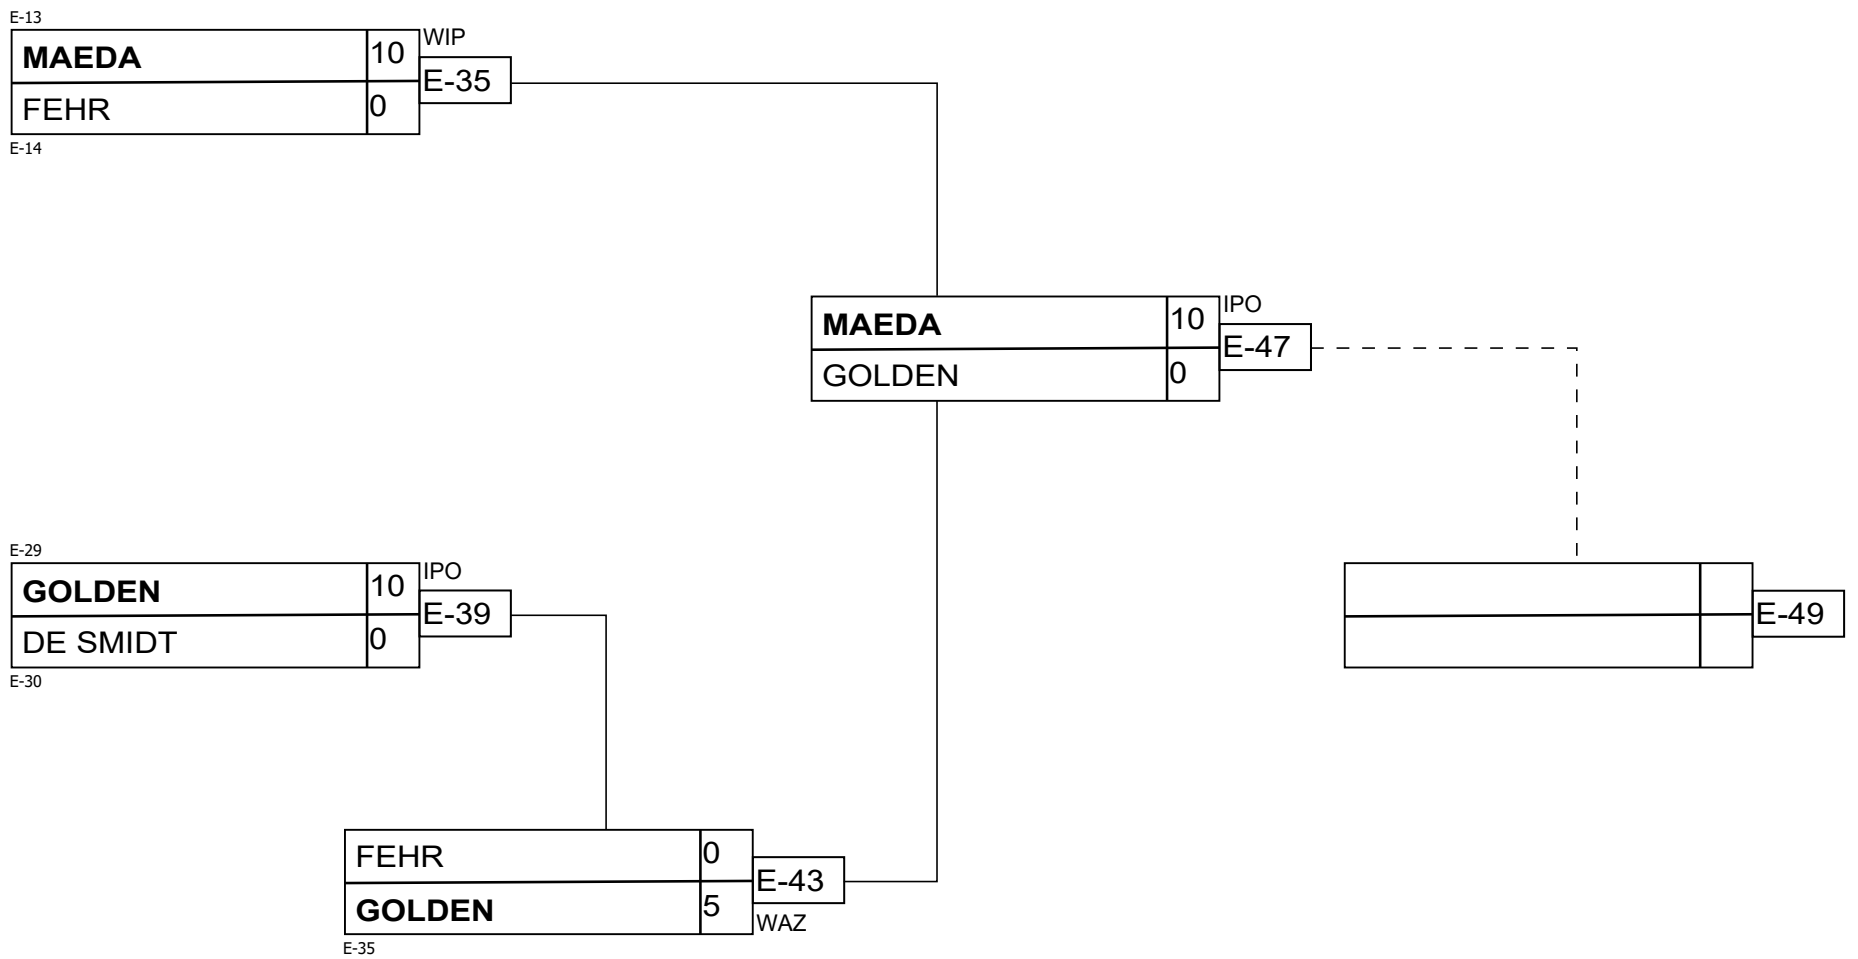 E-13
MAEDA 10 WIP
E-35
FEHR 0
E-14
MAEDA 10 IPO
E-47
GOLDEN 0
E-29
GOLDEN 10 IPO
E-39
DE SMIDT 0
E-30
E-49
FEHR 0
E-43
GOLDEN 5 WAZ
E-35